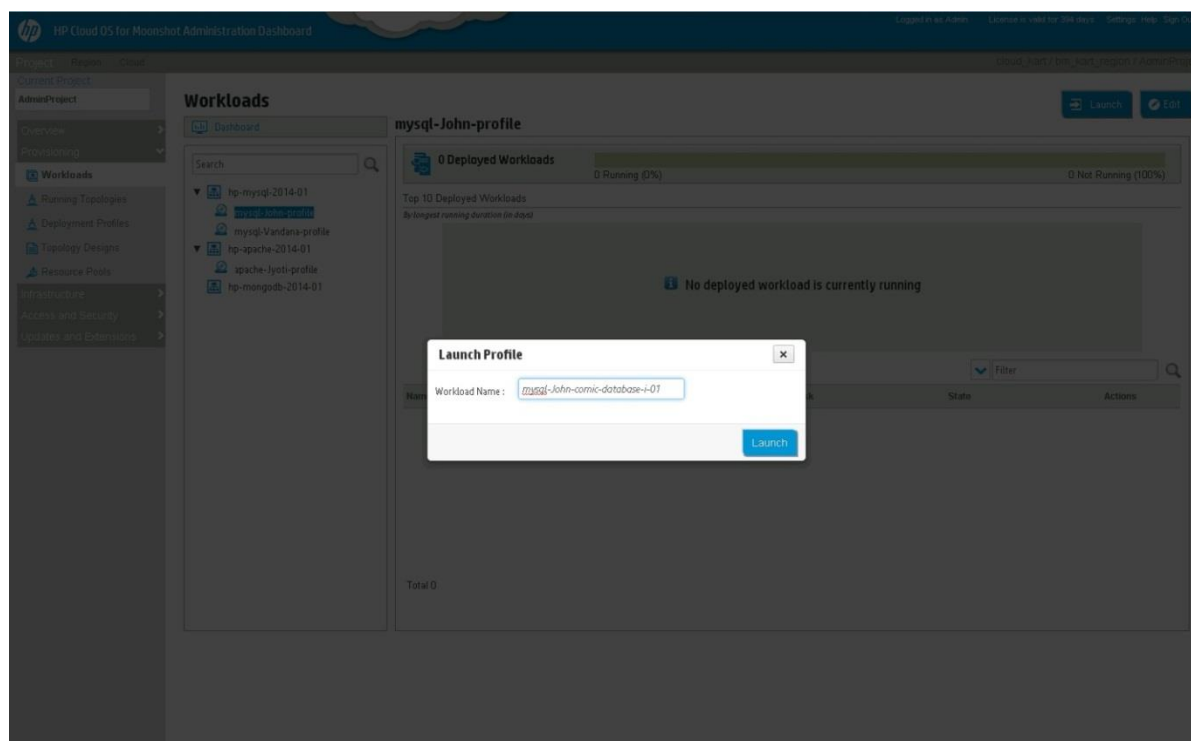 hp HP Cloud OS for Moonshot Administration Dashboard
Logged in as Admin License is valid for 394 days Settings Help Sign Ou
Project Region Cloud
Current Project
AdminProject
Overview
Provisioning
Workloads
Running Topologies
Deployment Profiles
Topology Designs
Resource Pools
Infrastructure
Access and Security
Updates and Extensions
Workloads
Launch
Edit
Dashboard
Search
hp-mysql-2014-01
mysql-John-profile
mysql-Vandana-profile
hp-apache-2014-01
apache-Jyoti-profile
hp-mongodb-2014-01
mysql-John-profile
0 Deployed Workloads
0 Running (0%)
0 Not Running (100%)
Top 10 Deployed Workloads
By longest running duration (in days)
No deployed workload is currently running
Launch Profile
x
Workload Name :
mysql-John-comic-database-i-01
Launch
Filter
State
Actions
Total 0